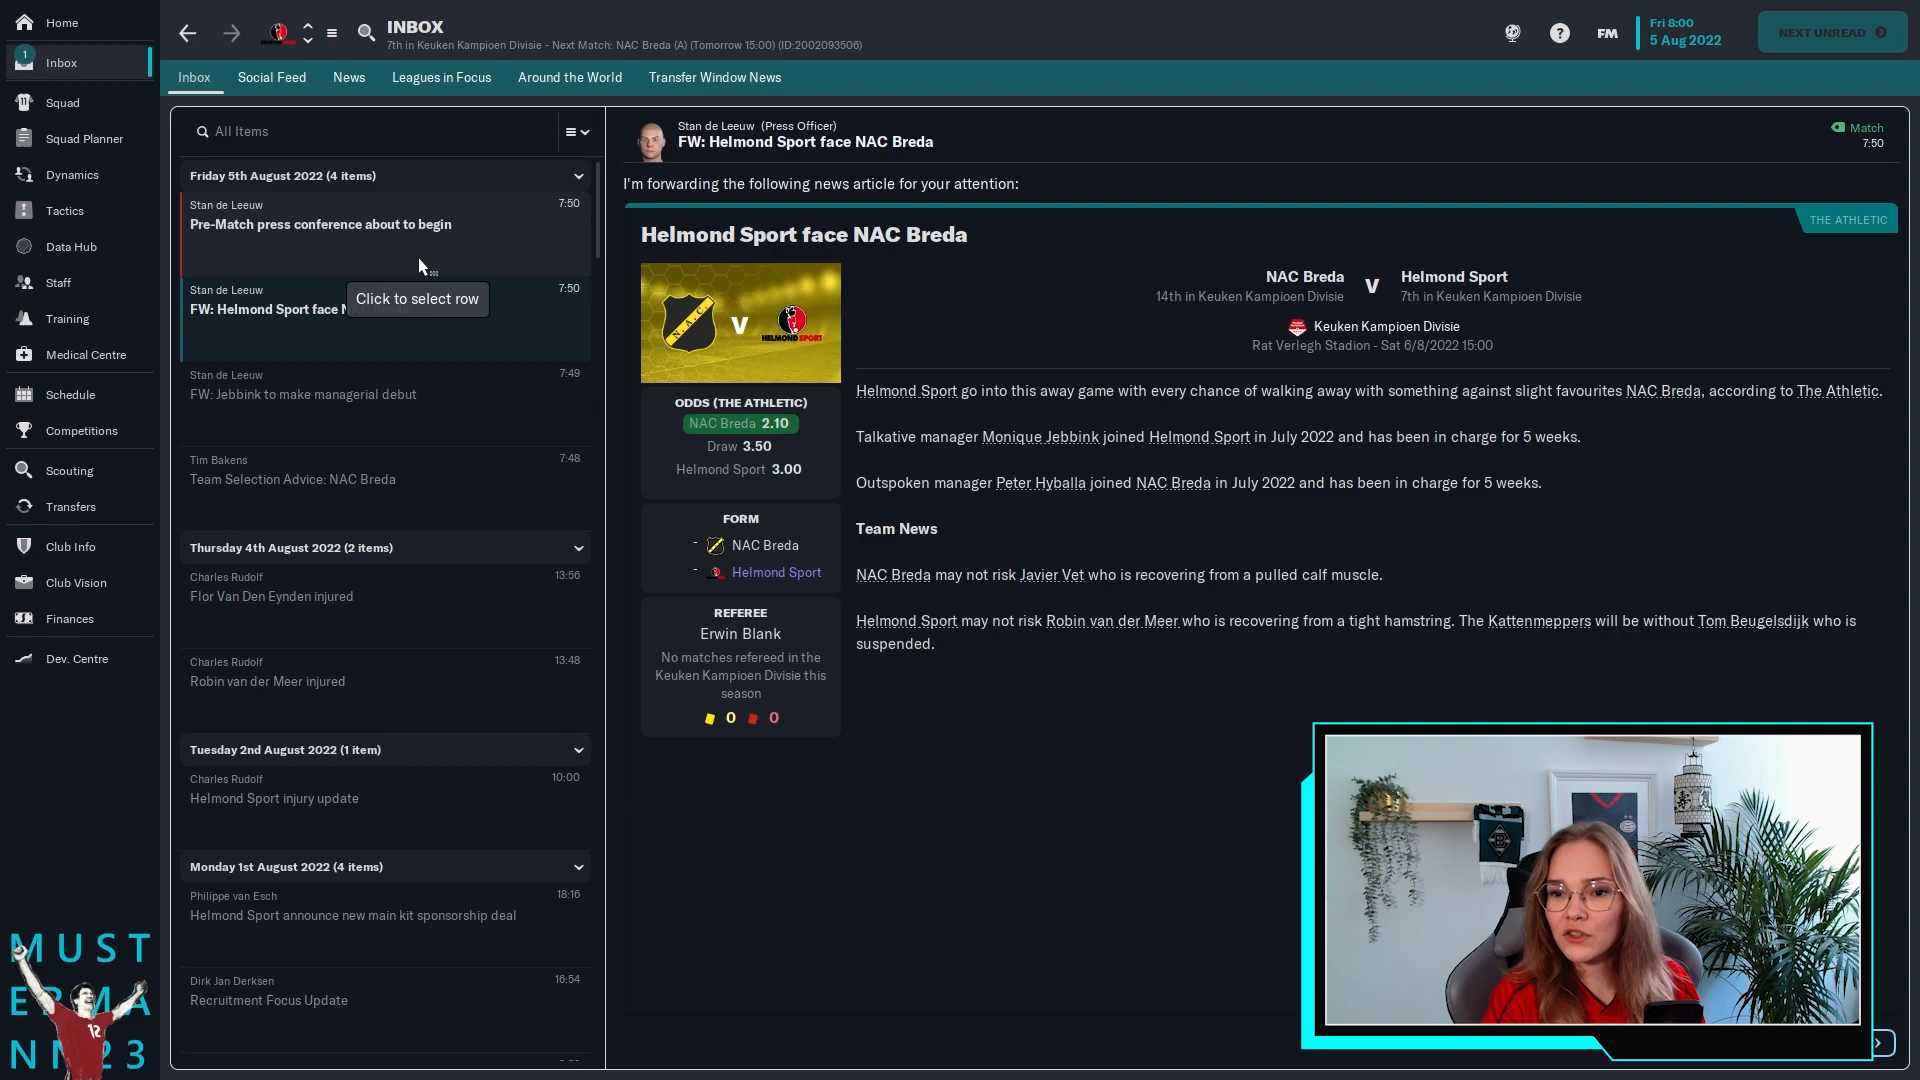 Home
1
Inbox
Squad
Squad Planner
Dynamics
Tactics
Data Hub
Staff
Training
Medical Centre
Schedule
Competitions
Scouting
Transfers
Club Info
Club Vision
Finances
Dev. Centre
MUST
ERMA
NN23
12
INBOX
7th in Keuken Kampioen Divisie - Next Match: NAC Breda (A) (Tomorrow 15:00) (ID:2002093506)
FM
Fri 8:00
5 Aug 2022
NEXT UNREAD
Inbox Social Feed News Leagues in Focus Around the World Transfer Window News
All Items
Friday 5th August 2022 (4 items)
Stan de Leeuw 7:50
Pre-Match press conference about to begin
Stan de Leeuw 7:50
FW: Helmond Sport face
Click to select row
Stan de Leeuw 7:49
FW: Jebbink to make managerial debut
Tim Bakens 7:48
Team Selection Advice: NAC Breda
Thursday 4th August 2022 (2 items)
Charles Rudolf 13:56
Flor Van Den Eynden injured
Charles Rudolf 13:48
Robin van der Meer injured
Tuesday 2nd August 2022 (1 item)
Charles Rudolf 10:00
Helmond Sport injury update
Monday 1st August 2022 (4 items)
Philippe van Esch 18:16
Helmond Sport announce new main kit sponsorship deal
Dirk Jan Derksen 16:54
Recruitment Focus Update
Stan de Leeuw (Press Officer)
FW: Helmond Sport face NAC Breda
Match
7:50
I'm forwarding the following news article for your attention:
THE ATHLETIC
Helmond Sport face NAC Breda
N.A.C. V HELMOND SPORT
NAC Breda V Helmond Sport
14th in Keuken Kampioen Divisie 7th in Keuken Kampioen Divisie
Keuken Kampioen Divisie
Rat Verlegh Stadion - Sat 6/8/2022 15:00
ODDS (THE ATHLETIC)
NAC Breda 2.10
Draw 3.50
Helmond Sport 3.00
FORM
- NAC Breda
- Helmond Sport
REFEREE
Erwin Blank
No matches refereed in the
Keuken Kampioen Divisie this
season
0 0
Helmond Sport go into this away game with every chance of walking away with something against slight favourites NAC Breda, according to The Athletic.
Talkative manager Monique Jebbink joined Helmond Sport in July 2022 and has been in charge for 5 weeks.
Outspoken manager Peter Hyballa joined NAC Breda in July 2022 and has been in charge for 5 weeks.
Team News
NAC Breda may not risk Javier Vet who is recovering from a pulled calf muscle.
Helmond Sport may not risk Robin van der Meer who is recovering from a tight hamstring. The Kattenmeppers will be without Tom Beugelsdijk who is
suspended.